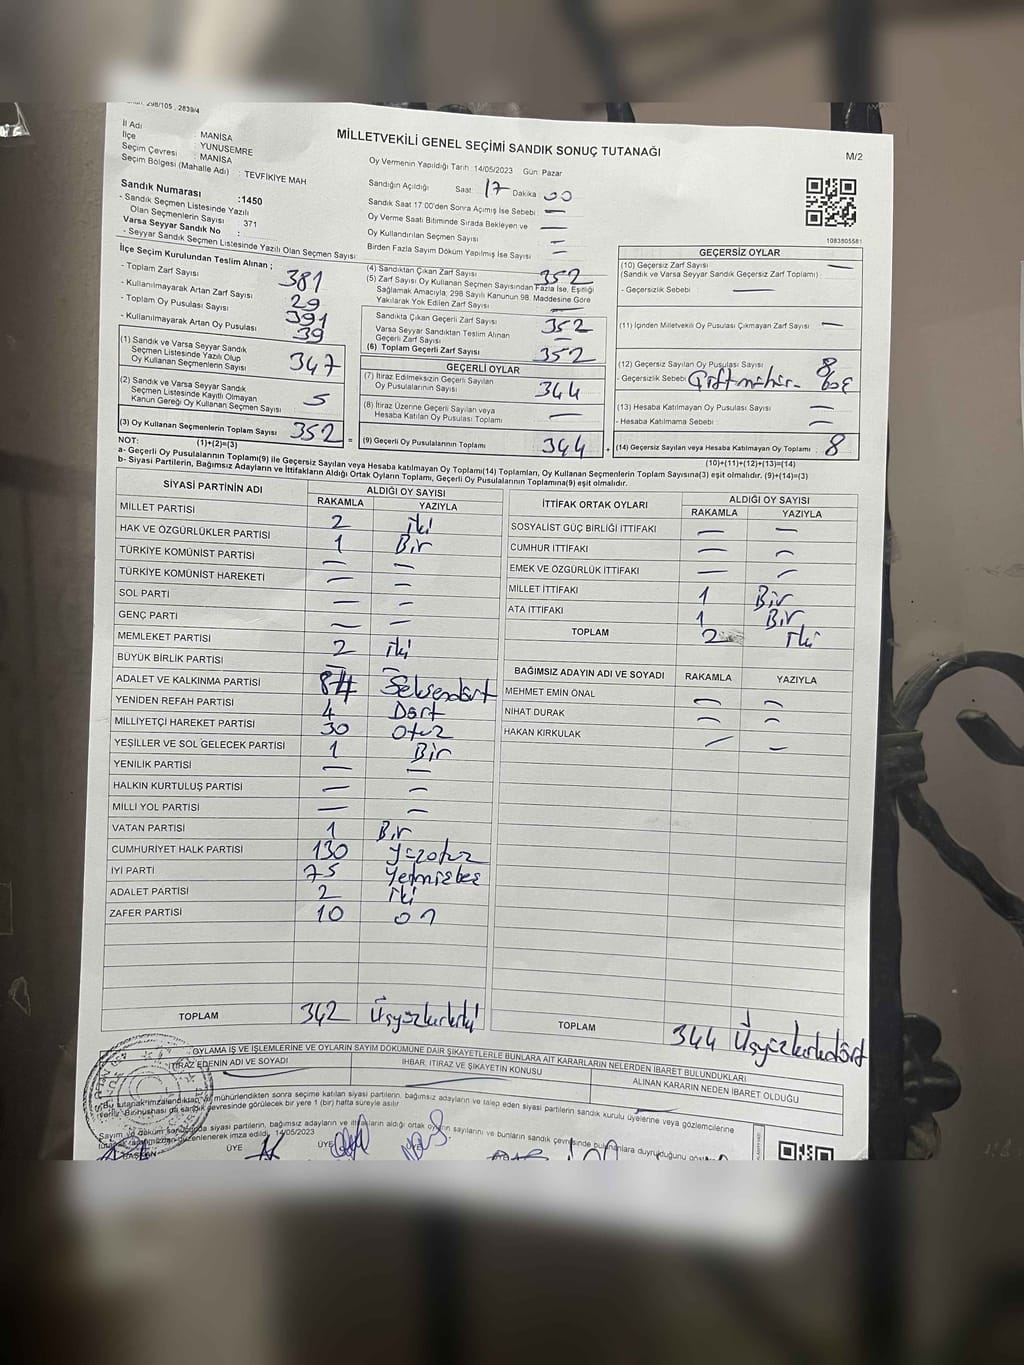 298/105, 2839/4
İl Adı MANİSA
İlçe YUNUSEMRE
Seçim Çevresi : MANİSA
Seçim Bölgesi (Mahalle Adı) : TEVFİKİYE MAH
Sandık Numarası :1450
- Sandık Seçmen Listesinde Yazılı
Olan Seçmenlerin Sayısı : 371
Varsa Seyyar Sandık No :
- Seyyar Sandık Seçmen Listesinde Yazılı Olan Seçmen Sayısı
MİLLETVEKİLİ GENEL SEÇİMİ SANDIK SONUÇ TUTANAĞI
M/2
Oy Vermenin Yapıldığı Tarih : 14/05/2023 Gün: Pazar
Sandığın Açıldığı Saat 17 Dakika 00
Sandık Saat 17:00'den Sonra Açımış İse Sebebi —
Oy Verme Saati Bitiminde Sırada Bekleyen ve —
Oy Kullandırılan Seçmen Sayısı —
Birden Fazla Sayım Döküm Yapılmış İse Sayısı —
1083805581
İlçe Seçim Kurulundan Teslim Alınan ;
- Toplam Zarf Sayısı 381
- Kullanılmayarak Artan Zarf Sayısı 29
- Toplam Oy Pusulası Sayısı 391
- Kullanılmayarak Artan Oy Pusulası 39
(1) Sandık ve Varsa Seyyar Sandık
Seçmen Listesinde Yazılı Olup
Oy Kullanan Seçmenlerin Sayısı 347
(2) Sandık ve Varsa Seyyar Sandık
Seçmen Listesinde Kayıtlı Olmayan
Kanun Gereği Oy Kullanan Seçmen Sayısı 5
(3) Oy Kullanan Seçmenlerin Toplam Sayısı 352 =
(1)+(2)=(3)
(4) Sandıktan Çıkan Zarf Sayısı 352
(5) Zarf Sayısı Oy Kullanan Seçmen Sayısından Fazla İse, Eşitliği
Sağlamak Amacıyla, 298 Sayılı Kanunun 98. Maddesine Göre
Yakılarak Yok Edilen Zarf Sayısı —
Sandıkta Çıkan Geçerli Zarf Sayısı 352
Varsa Seyyar Sandıktan Teslim Alınan
Geçerli Zarf Sayısı —
(6) Toplam Geçerli Zarf Sayısı 352
GEÇERLİ OYLAR
(7) İtiraz Edilmeksizin Geçerli Sayılan
Oy Pusulalarının Sayısı 344
(8) İtiraz Üzerine Geçerli Sayılan veya
Hesaba Katılan Oy Pusulası Toplamı —
(9) Geçerli Oy Pusulalarının Toplamı 344 +
GEÇERSİZ OYLAR
(10) Geçersiz Zarf Sayısı —
(Sandık ve Varsa Seyyar Sandık Geçersiz Zarf Toplamı)
- Geçersizlik Sebebi : —
(11) İçinden Milletvekili Oy Pusulası Çıkmayan Zarf Sayısı —
(12) Geçersiz Sayılan Oy Pusulası Sayısı 8
- Geçersizlik Sebebi : Çift mühür - boş
(13) Hesaba Katılmayan Oy Pusulası Sayısı —
- Hesaba Katılmama Sebebi : —
(14) Geçersiz Sayılan veya Hesaba Katılmayan Oy Toplamı : 8
(10)+(11)+(12)+(13)=(14)
NOT:
a- Geçerli Oy Pusulalarının Toplamı(9) ile Geçersiz Sayılan veya Hesaba katılmayan Oy Toplamı(14) Toplamları, Oy Kullanan Seçmenlerin Toplam Sayısına(3) eşit olmalıdır. (9)+(14)=(3)
b- Siyasi Partilerin, Bağımsız Adayların ve İttifakların Aldığı Ortak Oyların Toplamı, Geçerli Oy Pusulalarının Toplamına(9) eşit olmalıdır.
SİYASİ PARTİNİN ADI ALDIĞI OY SAYISI
RAKAMLA YAZIYLA
MİLLET PARTİSİ 2 iki
HAK VE ÖZGÜRLÜKLER PARTİSİ 1 Bir
TÜRKİYE KOMÜNİST PARTİSİ — —
TÜRKİYE KOMÜNİST HAREKETİ — —
SOL PARTİ — —
GENÇ PARTİ — —
MEMLEKET PARTİSİ 2 iki
BÜYÜK BİRLİK PARTİSİ — —
ADALET VE KALKINMA PARTİSİ 84 Seksendört
YENİDEN REFAH PARTİSİ 4 Dört
MİLLİYETÇİ HAREKET PARTİSİ 30 Otuz
YEŞİLLER VE SOL GELECEK PARTİSİ 1 Bir
YENİLİK PARTİSİ — —
HALKIN KURTULUŞ PARTİSİ — —
MİLLİ YOL PARTİSİ — —
VATAN PARTİSİ 1 Bir
CUMHURİYET HALK PARTİSİ 130 yüzotuz
İYİ PARTİ 75 Yetmişbeş
ADALET PARTİSİ 2 iki
ZAFER PARTİSİ 10 on
TOPLAM 342 Üçyüzkırkiki
İTTİFAK ORTAK OYLARI ALDIĞI OY SAYISI
RAKAMLA YAZIYLA
SOSYALİST GÜÇ BİRLİĞİ İTTİFAKI — —
CUMHUR İTTİFAKI — —
EMEK VE ÖZGÜRLÜK İTTİFAKI — —
MİLLET İTTİFAKI 1 Bir
ATA İTTİFAKI 1 Bir
TOPLAM 2 iki
BAĞIMSIZ ADAYIN ADI VE SOYADI RAKAMLA YAZIYLA
MEHMET EMİN ÖNAL — —
NİHAT DURAK — —
HAKAN KIRKULAK — —
TOPLAM 344 Üçyüzkırkdört
OYLAMA İŞ VE İŞLEMLERİNE VE OYLARIN SAYIM DÖKÜMÜNE DAİR ŞİKAYETLERLE BUNLARA AİT KARARLARIN NELERDEN İBARET BULUNDUKLARI
İTİRAZ EDENİN ADI VE SOYADI İHBAR, İTİRAZ VE ŞİKAYETİN KONUSU ALINAN KARARIN NEDEN İBARET OLDUĞU
Bu tutanak imzalandıktan ve mühürlendikten sonra seçime katılan siyasi partilerin, bağımsız adayların ve talep eden siyasi partilerin sandık kurulu üyelerine veya gözlemcilerine
verilir. Bir nüshası da sandık çevresinde görülecek bir yere 1 (bir) hafta süreyle asılır.
Sayım ve döküm sonucunda siyasi partilerin, bağımsız adayların ve ittifakların aldığı ortak oyların sayılarını ve bunların sandık çevresinde bulunanlara duyurulduğunu
düzenlenerek imza edildi. 14/05/2023
BAŞKAN ÜYE ÜYE